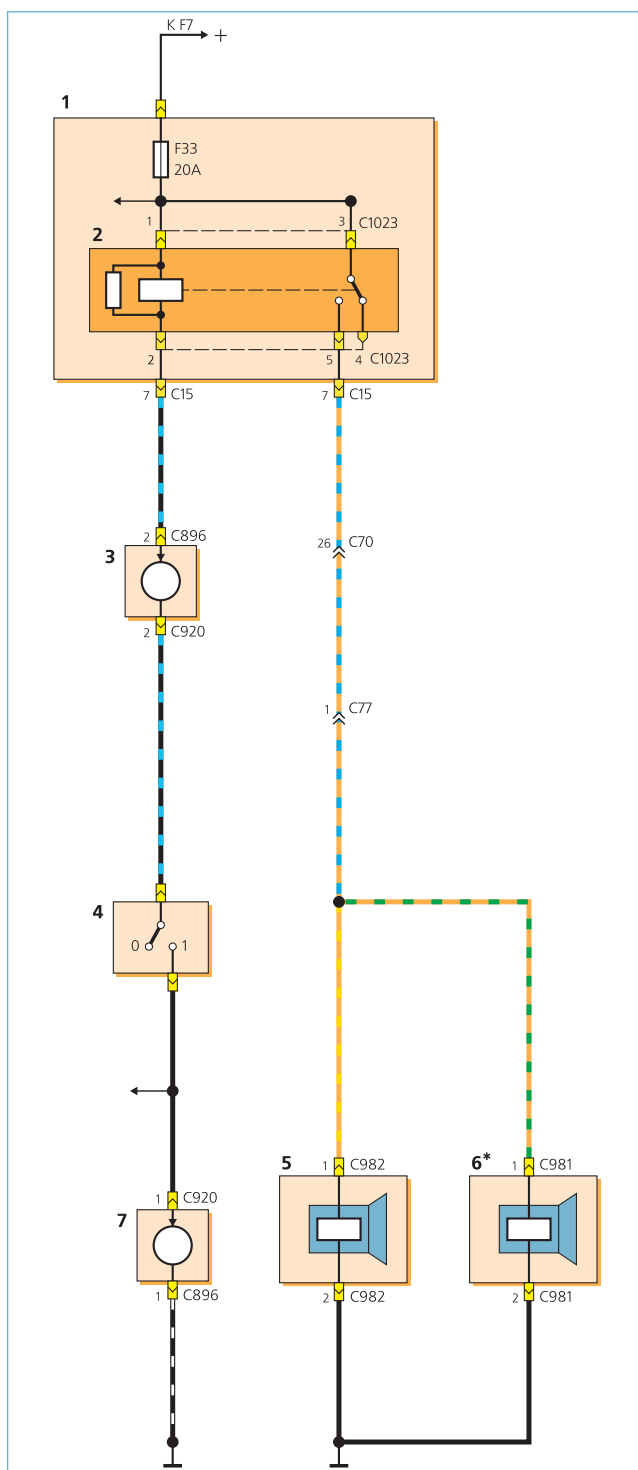 K F7 +
1
F33
20A
1 3 C1023
2
2 5 4 C1023
7 C15 7 C15
2 C896
26 C70
3
2 C920
1 C77
4
0 1
5 1 C982 6* 1 C981
1 C920
7
1 C896 2 C982 2 C981